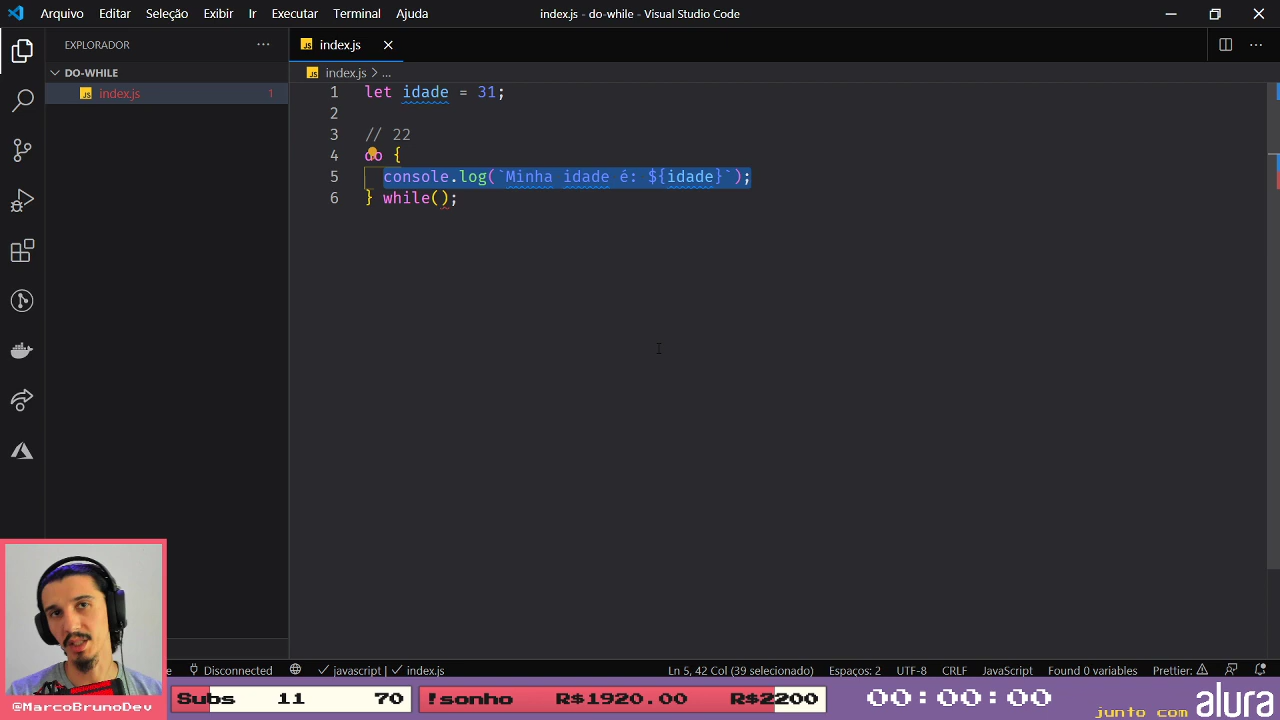 Arquivo Editar Seleção Exibir Ir Executar Terminal Ajuda index.js - do-while - Visual Studio Code
EXPLORADOR
DO-WHILE
JS index.js 1
JS index.js
JS index.js > ...
1 let idade = 31;
2
3 // 22
4 do {
5 console.log(`Minha idade é: ${idade}`);
6 } while();
Disconnected javascript | index.js Ln 5, 42 Col (39 selecionado) Espaços: 2 UTF-8 CRLF JavaScript Found 0 variables Prettier:
@MarcoBrunoDev
Subs 11 70 !sonho R$1920.00 R$2200 00:00:00 junto com alura